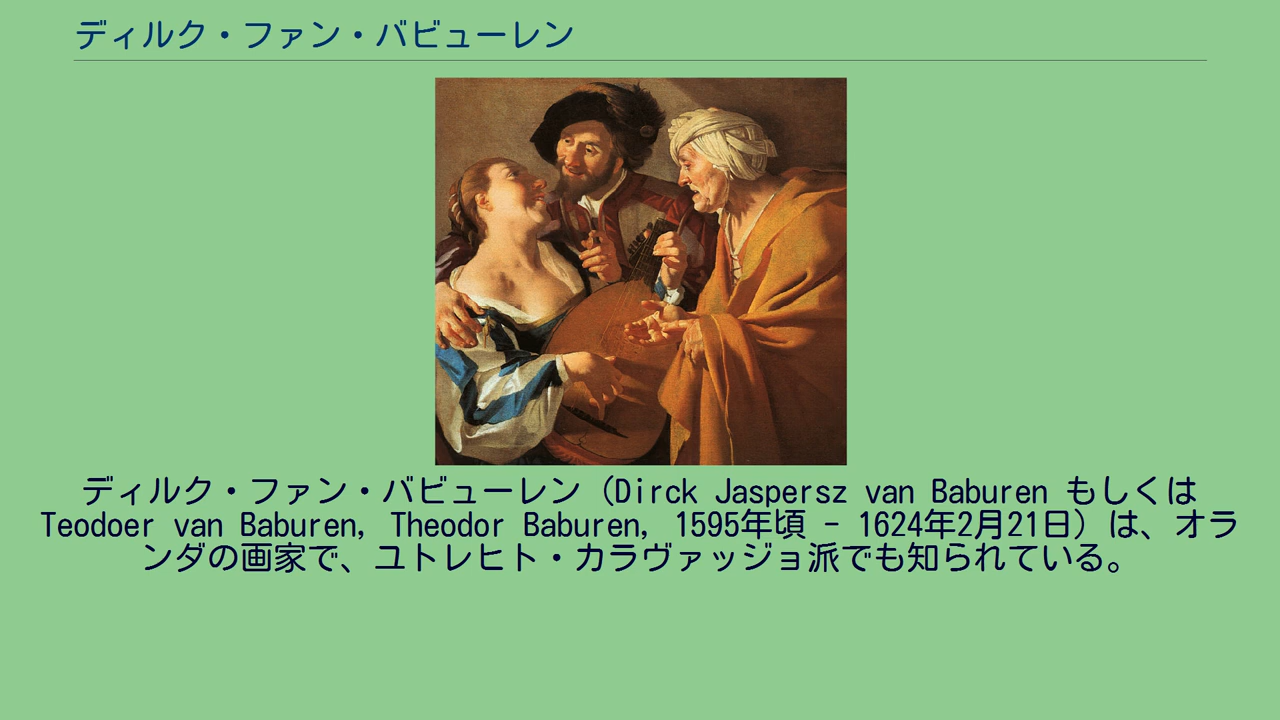 ディルク・ファン・バビューレン
ディルク・ファン・バビューレン（Dirck Jaspersz van Baburen もしくは
Teodoer van Baburen, Theodor Baburen, 1595年頃 - 1624年2月21日）は、オラ
ンダの画家で、ユトレヒト・カラヴァッジョ派でも知られている。